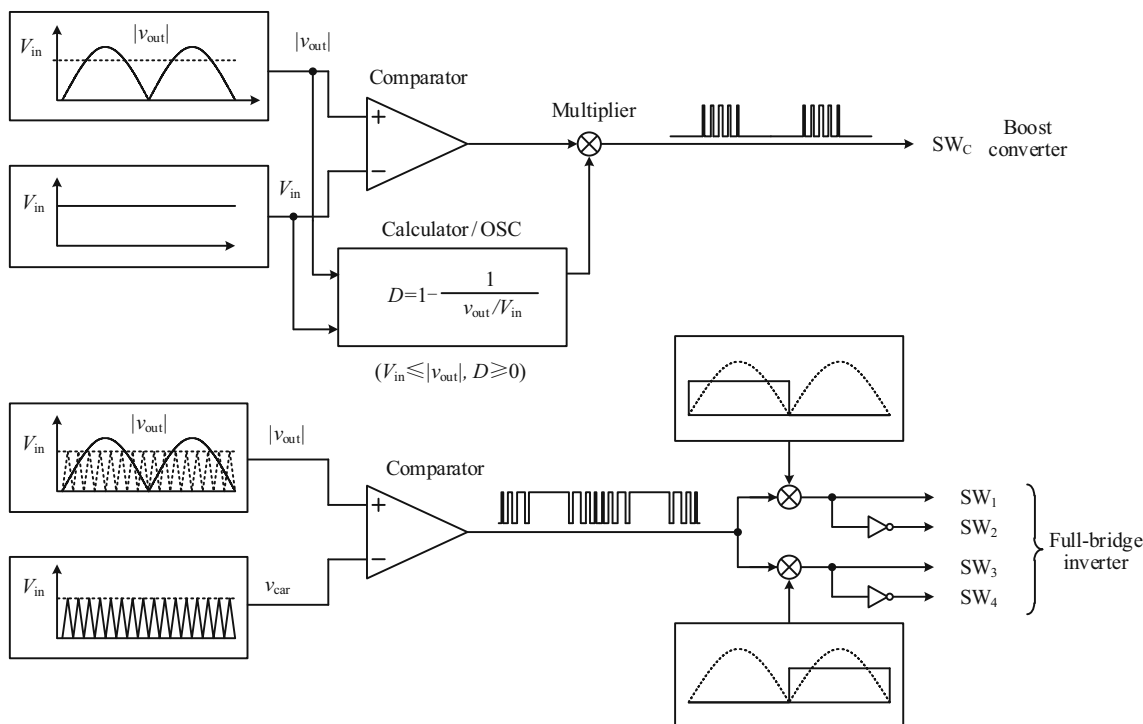 V_in |v_out|
|v_out|
Comparator
+
−
Multiplier
SW_C
Boost
converter
V_in
V_in
Calculator/OSC
D=1−1/(v_out/V_in)
(V_in≦|v_out|, D≧0)
V_in |v_out|
|v_out|
Comparator
+
−
V_in
v_car
SW_1
SW_2
SW_3
SW_4
Full-bridge
inverter